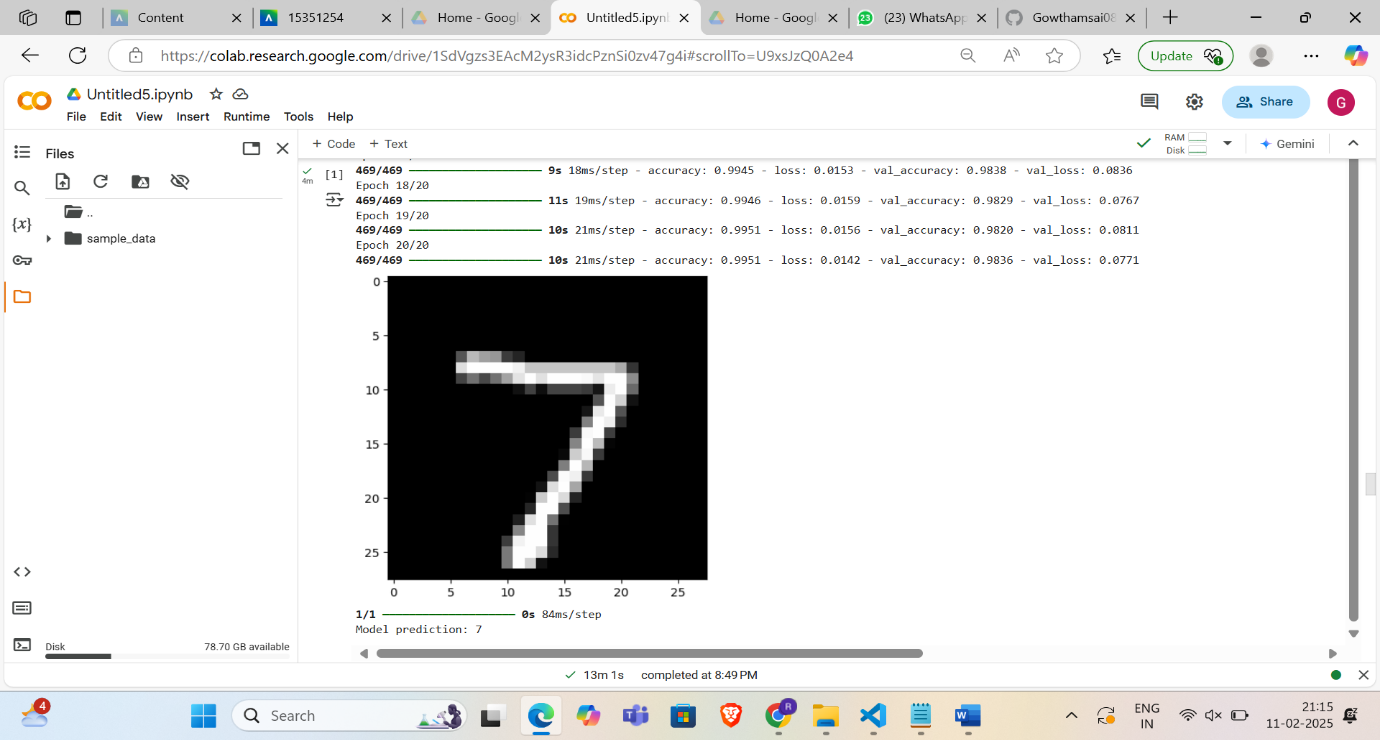 Content
15351254
Home - Googl
Untitled5.ipynl
Home - Googl
(23) WhatsApp
Gowthamsai08
https://colab.research.google.com/drive/1SdVgzs3EAcM2ysR3idcPznSi0zv47g4i#scrollTo=U9xsJzQ0A2e4
Update
Untitled5.ipynb
File Edit View Insert Runtime Tools Help
Share
G
Files
+ Code + Text
RAM
Disk
Gemini
..
sample_data
[1]
4m
469/469 9s 18ms/step - accuracy: 0.9945 - loss: 0.0153 - val_accuracy: 0.9838 - val_loss: 0.0836
Epoch 18/20
469/469 11s 19ms/step - accuracy: 0.9946 - loss: 0.0159 - val_accuracy: 0.9829 - val_loss: 0.0767
Epoch 19/20
469/469 10s 21ms/step - accuracy: 0.9951 - loss: 0.0156 - val_accuracy: 0.9820 - val_loss: 0.0811
Epoch 20/20
469/469 10s 21ms/step - accuracy: 0.9951 - loss: 0.0142 - val_accuracy: 0.9836 - val_loss: 0.0771
0
5
10
15
20
25
7
0 5 10 15 20 25
1/1 0s 84ms/step
Model prediction: 7
Disk 78.70 GB available
13m 1s completed at 8:49 PM
4
Search
ENG
IN
21:15
11-02-2025